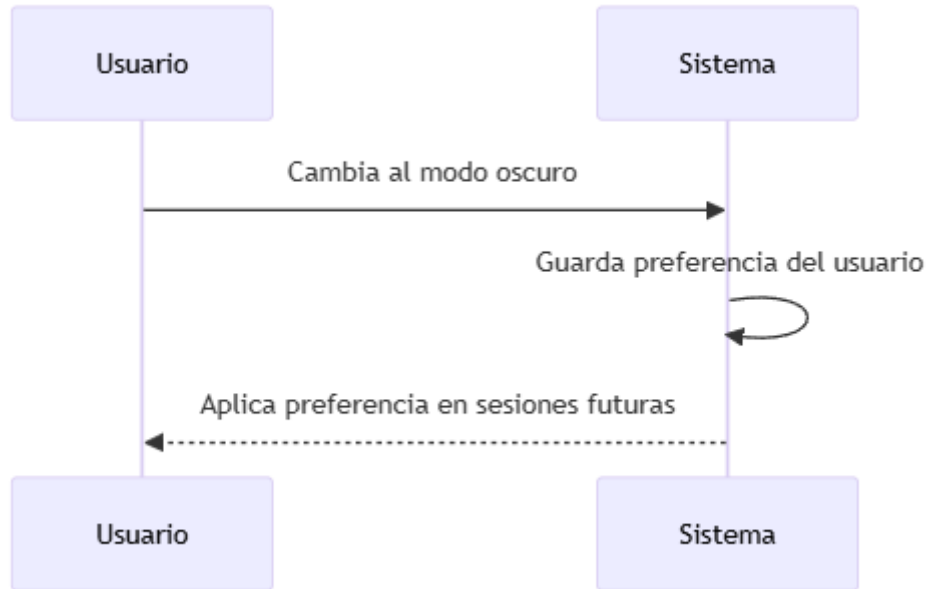 Usuario
Sistema
Cambia al modo oscuro
Guarda preferencia del usuario
Aplica preferencia en sesiones futuras
Usuario
Sistema